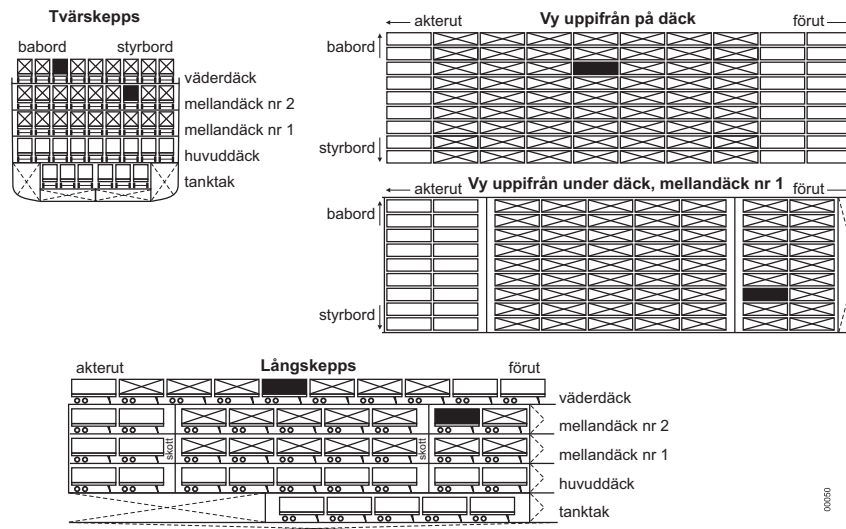 Tvärskepps
babord styrbord
väderdäck
mellandäck nr 2
mellandäck nr 1
huvuddäck
tanktak
akterut Vy uppifrån på däck förut
babord
styrbord
akterut Vy uppifrån under däck, mellandäck nr 1 förut
babord
styrbord
akterut Långskepps förut
väderdäck
mellandäck nr 2
skott skott
mellandäck nr 1
huvuddäck
tanktak
00050